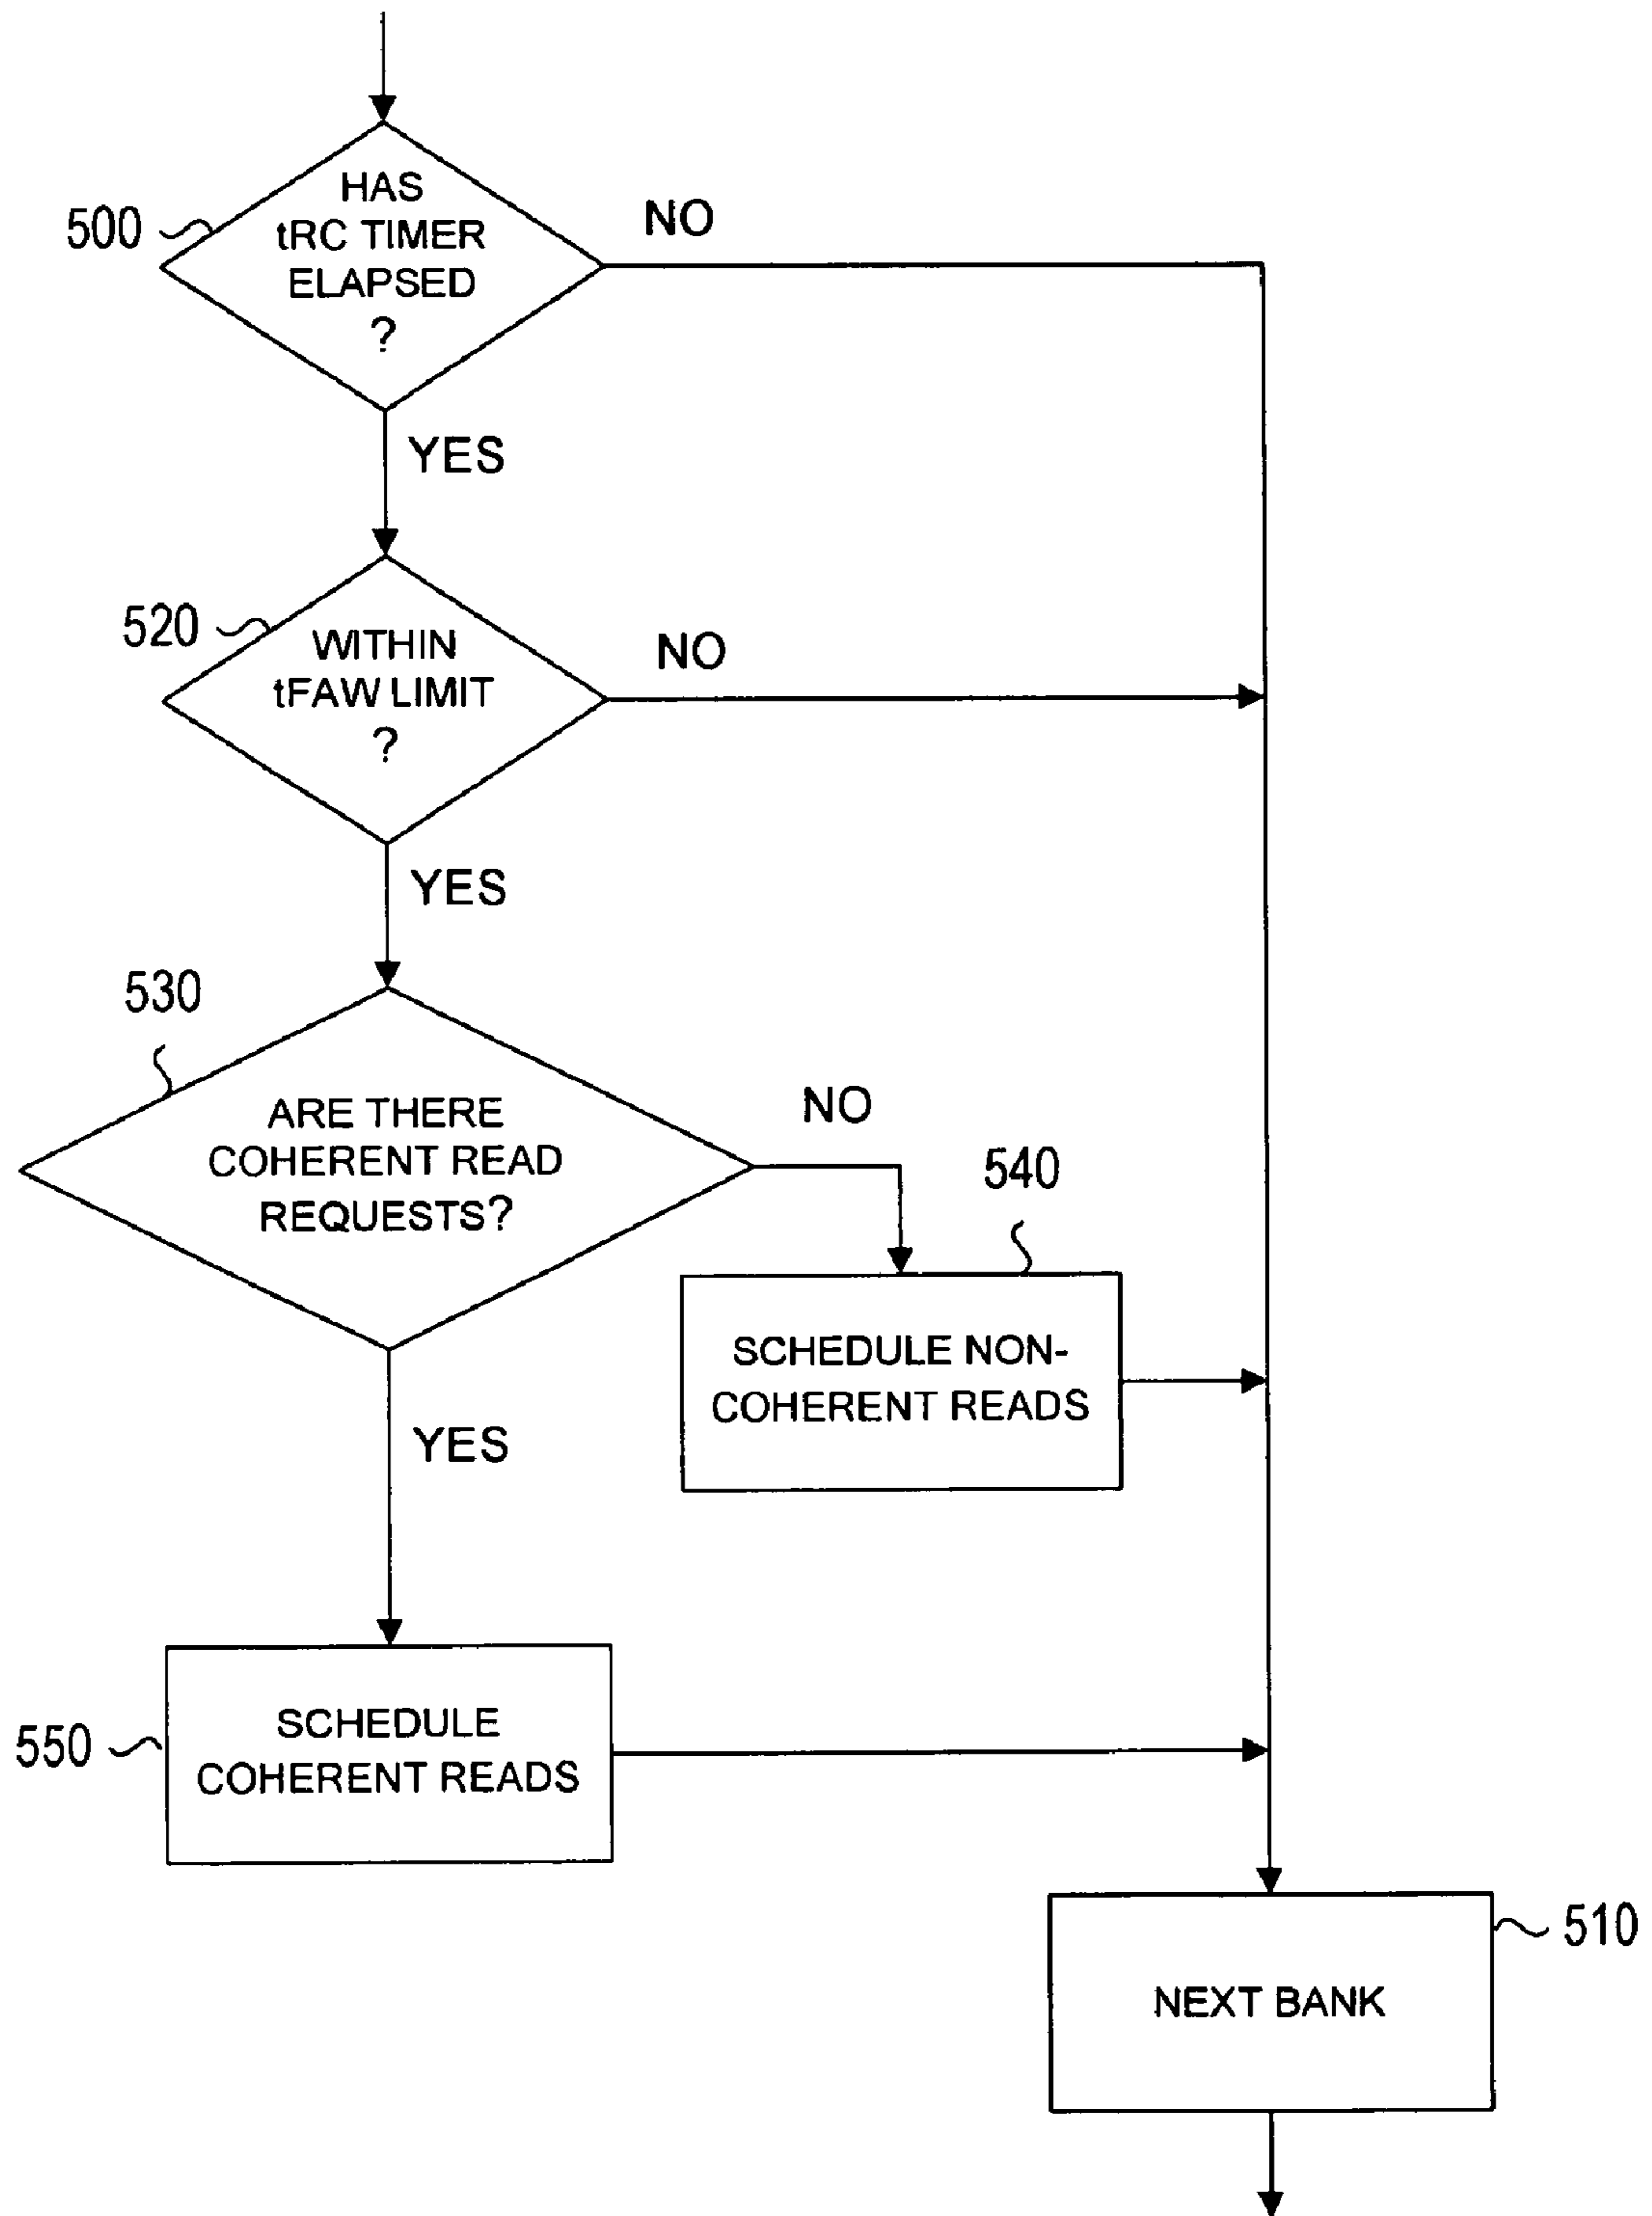 HAS
tRC TIMER
ELAPSED
?
500
NO
YES
520
WITHIN
tFAW LIMIT
?
NO
YES
530
ARE THERE
COHERENT READ
REQUESTS?
NO
540
SCHEDULE NON-
COHERENT READS
YES
550
SCHEDULE
COHERENT READS
510
NEXT BANK